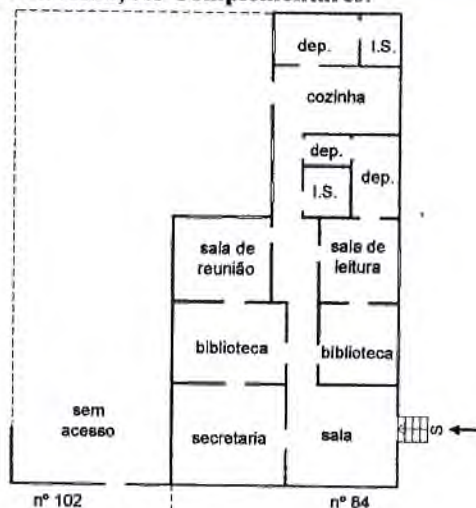 Complementares.
dep.
I.S.
cozinha
dep.
I.S.
dep.
sala de
reunião
sala de
leitura
biblioteca
biblioteca
sem
acesso
secretaria
sala
S
nº 102
nº 84